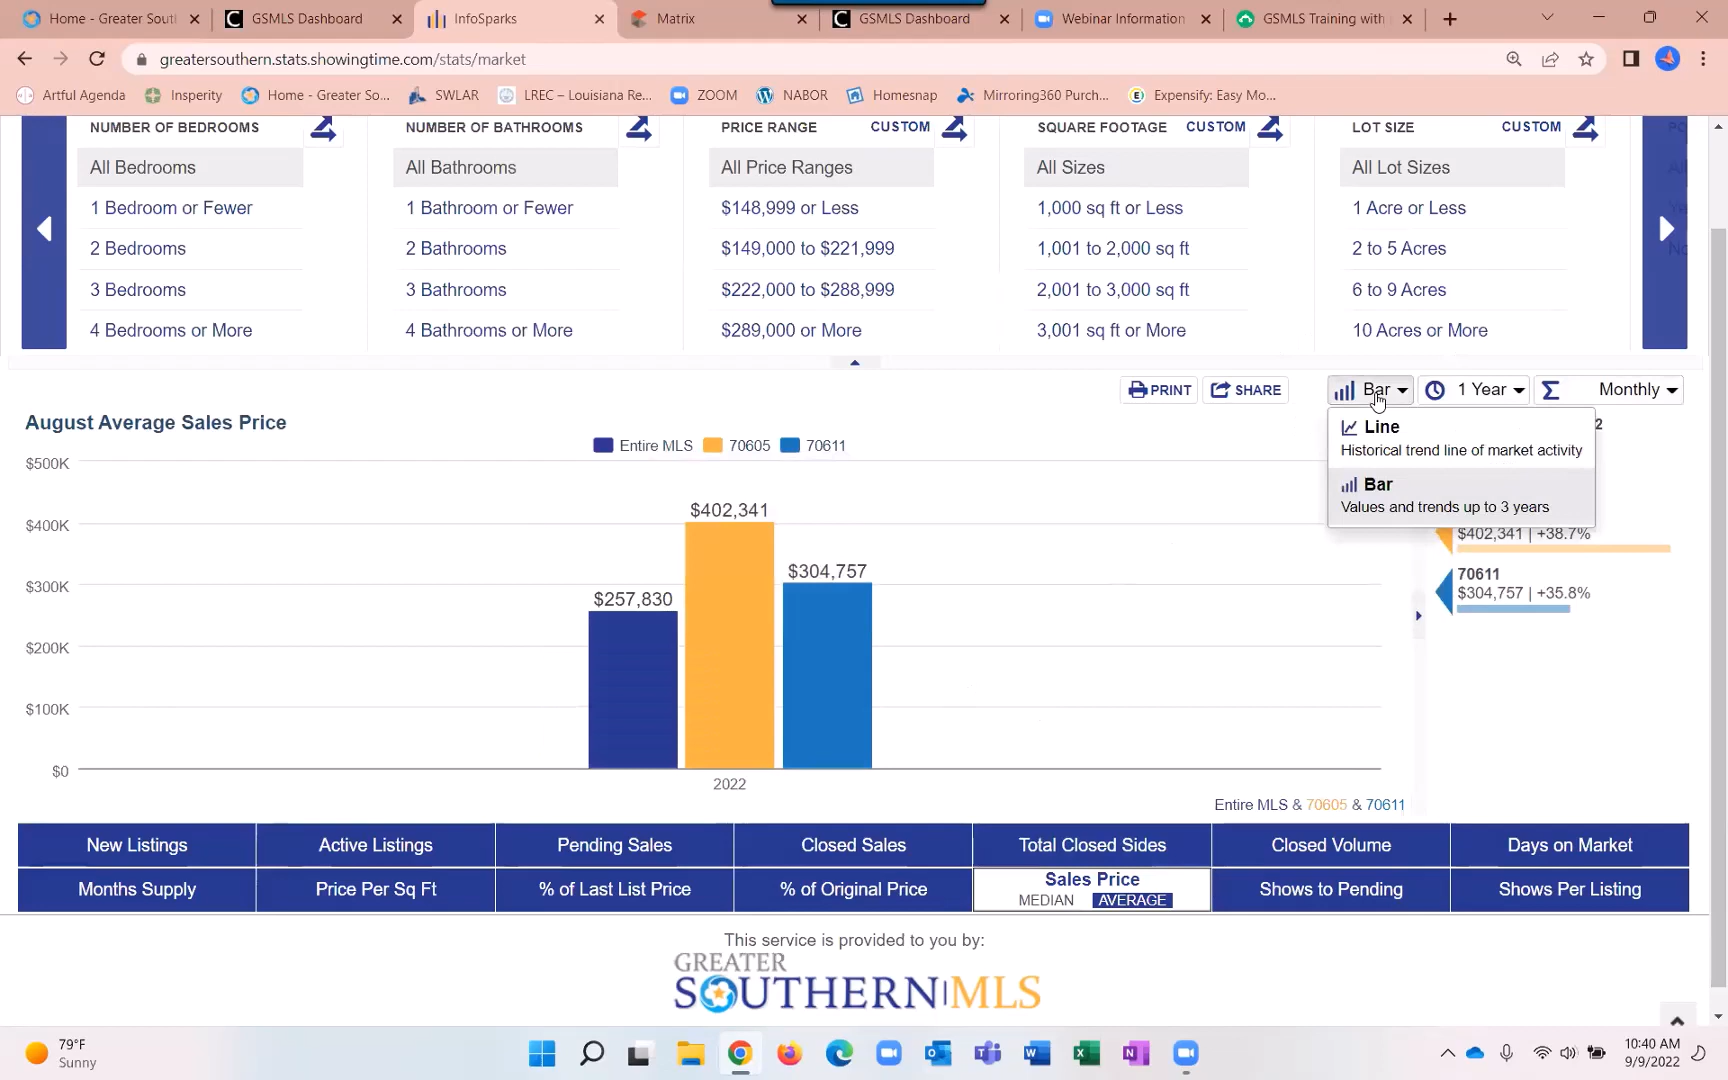 Home - Greater Sout
GSMLS Dashboard
InfoSparks
Matrix
GSMLS Dashboard
Webinar Information
GSMLS Training with
greatersouthern.stats.showingtime.com/stats/market
Artful Agenda
Insperity
Home - Greater So...
SWLAR
LREC – Louisiana Re...
ZOOM
NABOR
Homesnap
Mirroring360 Purch...
Expensify: Easy Mo...
NUMBER OF BEDROOMS
NUMBER OF BATHROOMS
PRICE RANGE CUSTOM
SQUARE FOOTAGE CUSTOM
LOT SIZE CUSTOM
All Bedrooms
All Bathrooms
All Price Ranges
All Sizes
All Lot Sizes
1 Bedroom or Fewer
1 Bathroom or Fewer
$148,999 or Less
1,000 sq ft or Less
1 Acre or Less
2 Bedrooms
2 Bathrooms
$149,000 to $221,999
1,001 to 2,000 sq ft
2 to 5 Acres
3 Bedrooms
3 Bathrooms
$222,000 to $288,999
2,001 to 3,000 sq ft
6 to 9 Acres
4 Bedrooms or More
4 Bathrooms or More
$289,000 or More
3,001 sq ft or More
10 Acres or More
PRINT
SHARE
Bar
1 Year
Σ Monthly
August Average Sales Price
Line
Historical trend line of market activity
Bar
Values and trends up to 3 years
2
Entire MLS 70605 70611
$500K
$400K
$300K
$200K
$100K
$0
$257,830
$402,341
$304,757
2022
$402,341 | +38.7%
70611
$304,757 | +35.8%
Entire MLS & 70605 & 70611
New Listings
Active Listings
Pending Sales
Closed Sales
Total Closed Sides
Closed Volume
Days on Market
Months Supply
Price Per Sq Ft
% of Last List Price
% of Original Price
Sales Price
MEDIAN AVERAGE
Shows to Pending
Shows Per Listing
This service is provided to you by:
GREATER
SOUTHERN MLS
79°F
Sunny
10:40 AM
9/9/2022